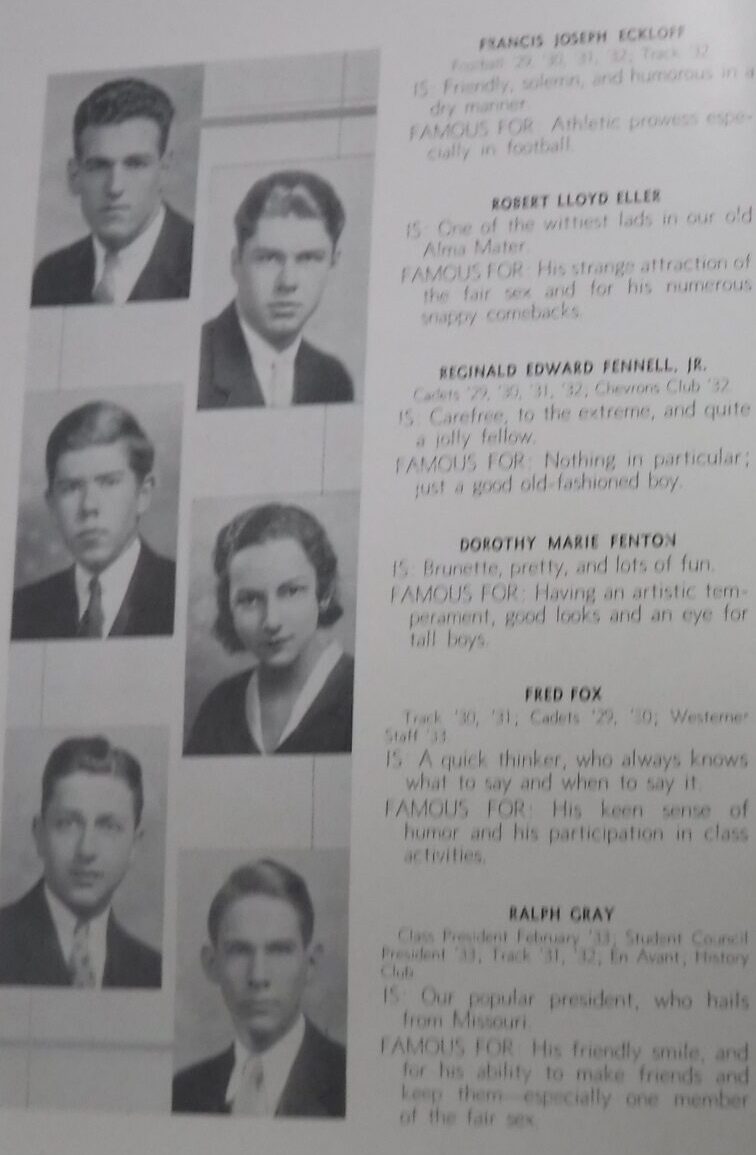 FRANCIS JOSEPH ECKLOFF
Football '29, '30, '31, '32; Track '32
IS: Friendly, solemn, and humorous in a
dry manner.
FAMOUS FOR: Athletic prowess espe-
cially in football.
ROBERT LLOYD ELLER
IS: One of the wittiest lads in our old
Alma Mater.
FAMOUS FOR: His strange attraction of
the fair sex and for his numerous
snappy comebacks.
REGINALD EDWARD FENNELL, JR.
Cadets '29, '30, '31, '32; Chevrons Club '32
IS: Carefree, to the extreme, and quite
a jolly fellow.
FAMOUS FOR: Nothing in particular;
just a good old-fashioned boy.
DOROTHY MARIE FENTON
IS: Brunette, pretty, and lots of fun.
FAMOUS FOR: Having an artistic tem-
perament, good looks and an eye for
tall boys.
FRED FOX
Track '30, '31; Cadets '29, '30; Westerner
Staff '33
IS: A quick thinker, who always knows
what to say and when to say it.
FAMOUS FOR: His keen sense of
humor and his participation in class
activities.
RALPH GRAY
Class President February '33; Student Council
President '33; Track '31, '32; En Avant; History
Club
IS: Our popular president, who hails
from Missouri.
FAMOUS FOR: His friendly smile, and
for his ability to make friends and
keep them—especially one member
of the fair sex.